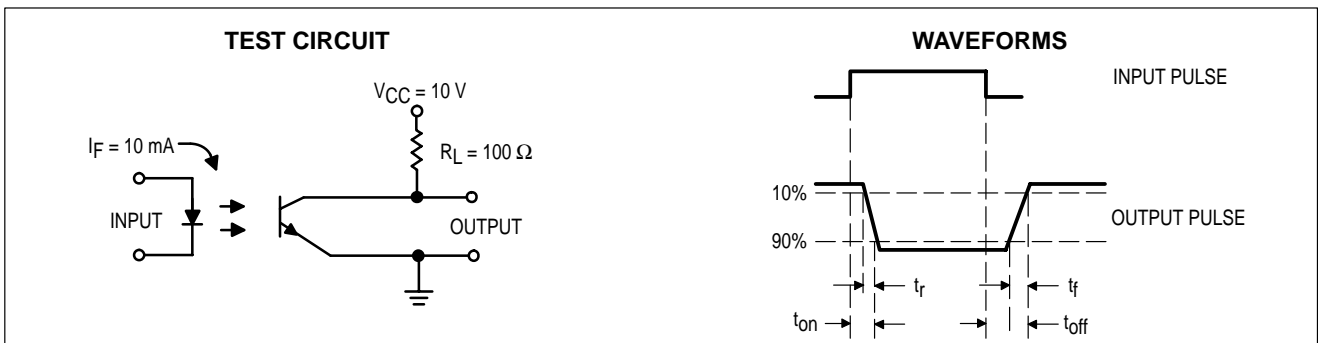 TEST CIRCUIT
VCC = 10 V
IF = 10 mA
RL = 100 Ω
INPUT
OUTPUT
WAVEFORMS
INPUT PULSE
10%
OUTPUT PULSE
90%
tr
tf
ton
toff